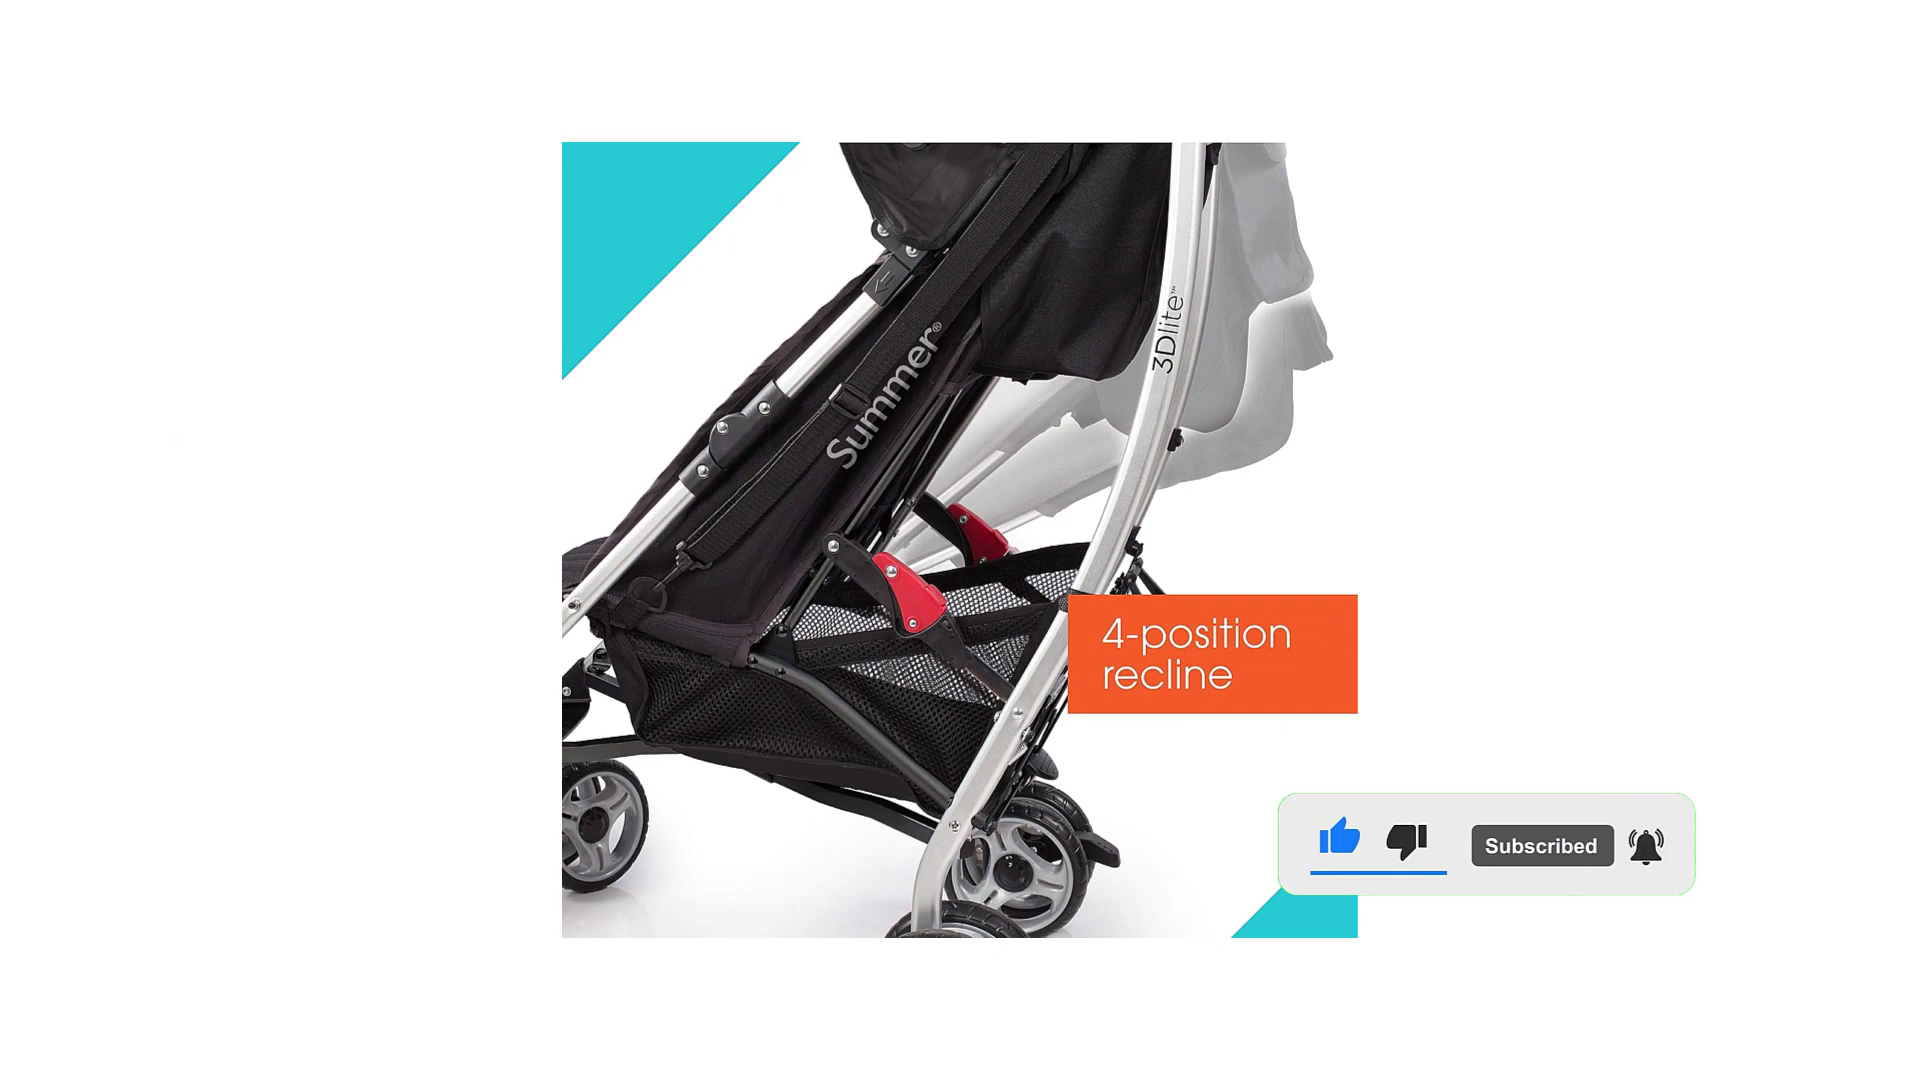 3Dlite™
Summer®
4-position
recline
Subscribed